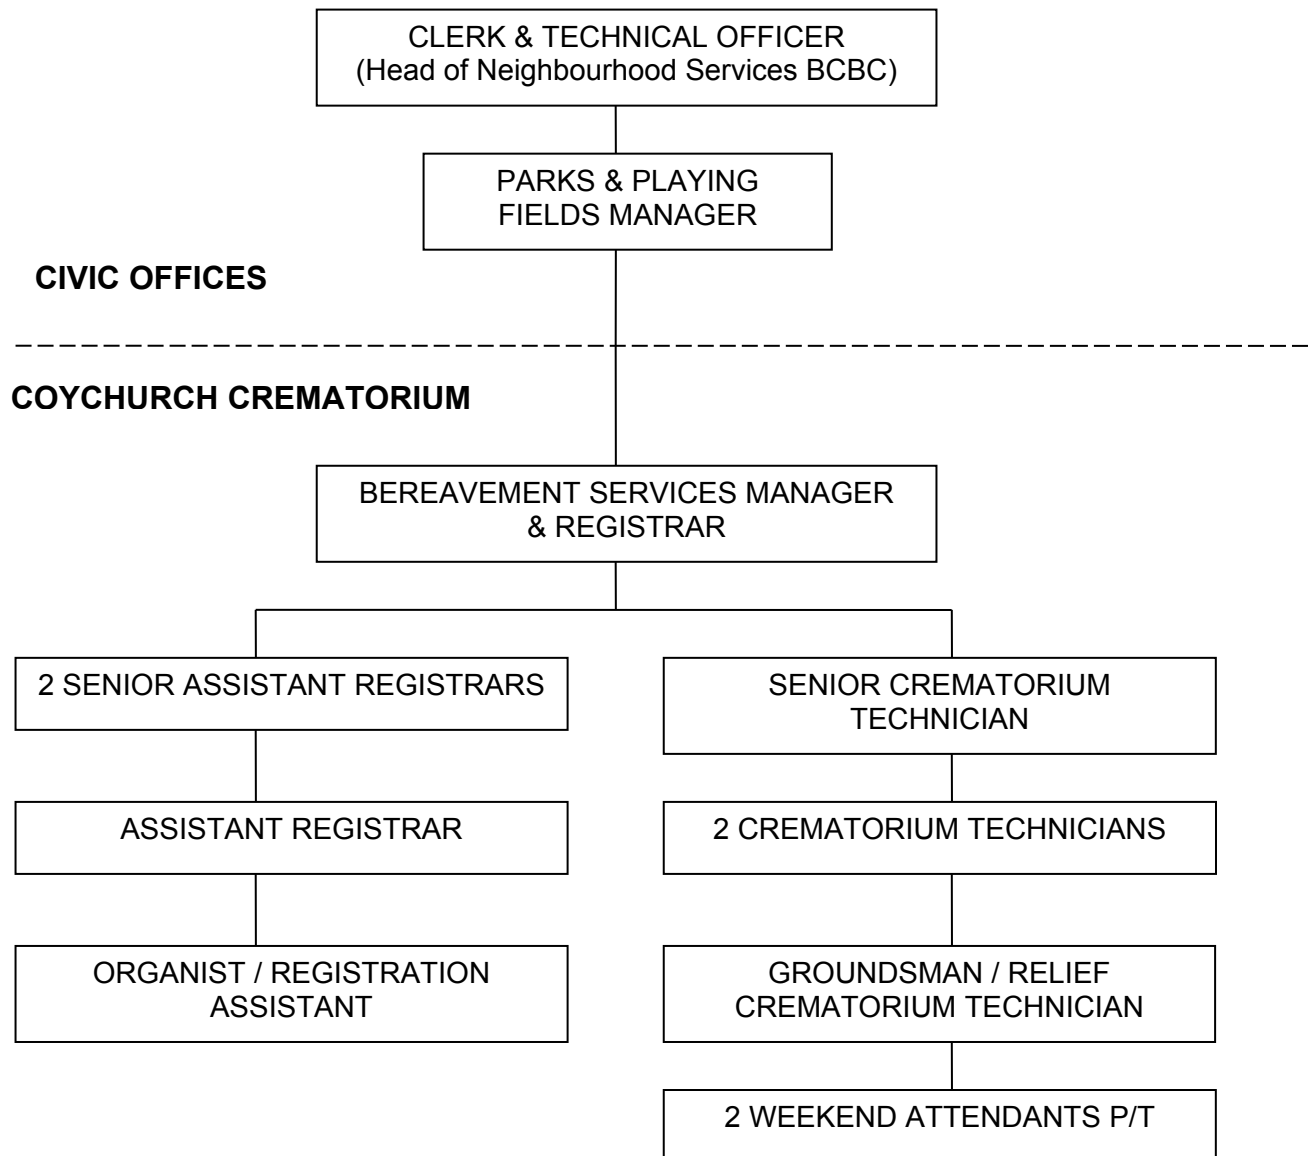 CLERK & TECHNICAL OFFICER
(Head of Neighbourhood Services BCBC)
PARKS & PLAYING
FIELDS MANAGER
CIVIC OFFICES
COYCHURCH CREMATORIUM
BEREAVEMENT SERVICES MANAGER
& REGISTRAR
2 SENIOR ASSISTANT REGISTRARS
SENIOR CREMATORIUM
TECHNICIAN
ASSISTANT REGISTRAR
2 CREMATORIUM TECHNICIANS
ORGANIST / REGISTRATION
ASSISTANT
GROUNDSMAN / RELIEF
CREMATORIUM TECHNICIAN
2 WEEKEND ATTENDANTS P/T